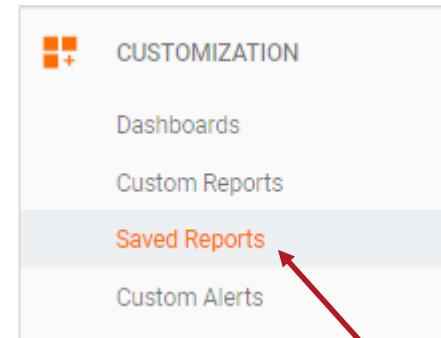 CUSTOMIZATION
Dashboards
Custom Reports
Saved Reports
Custom Alerts